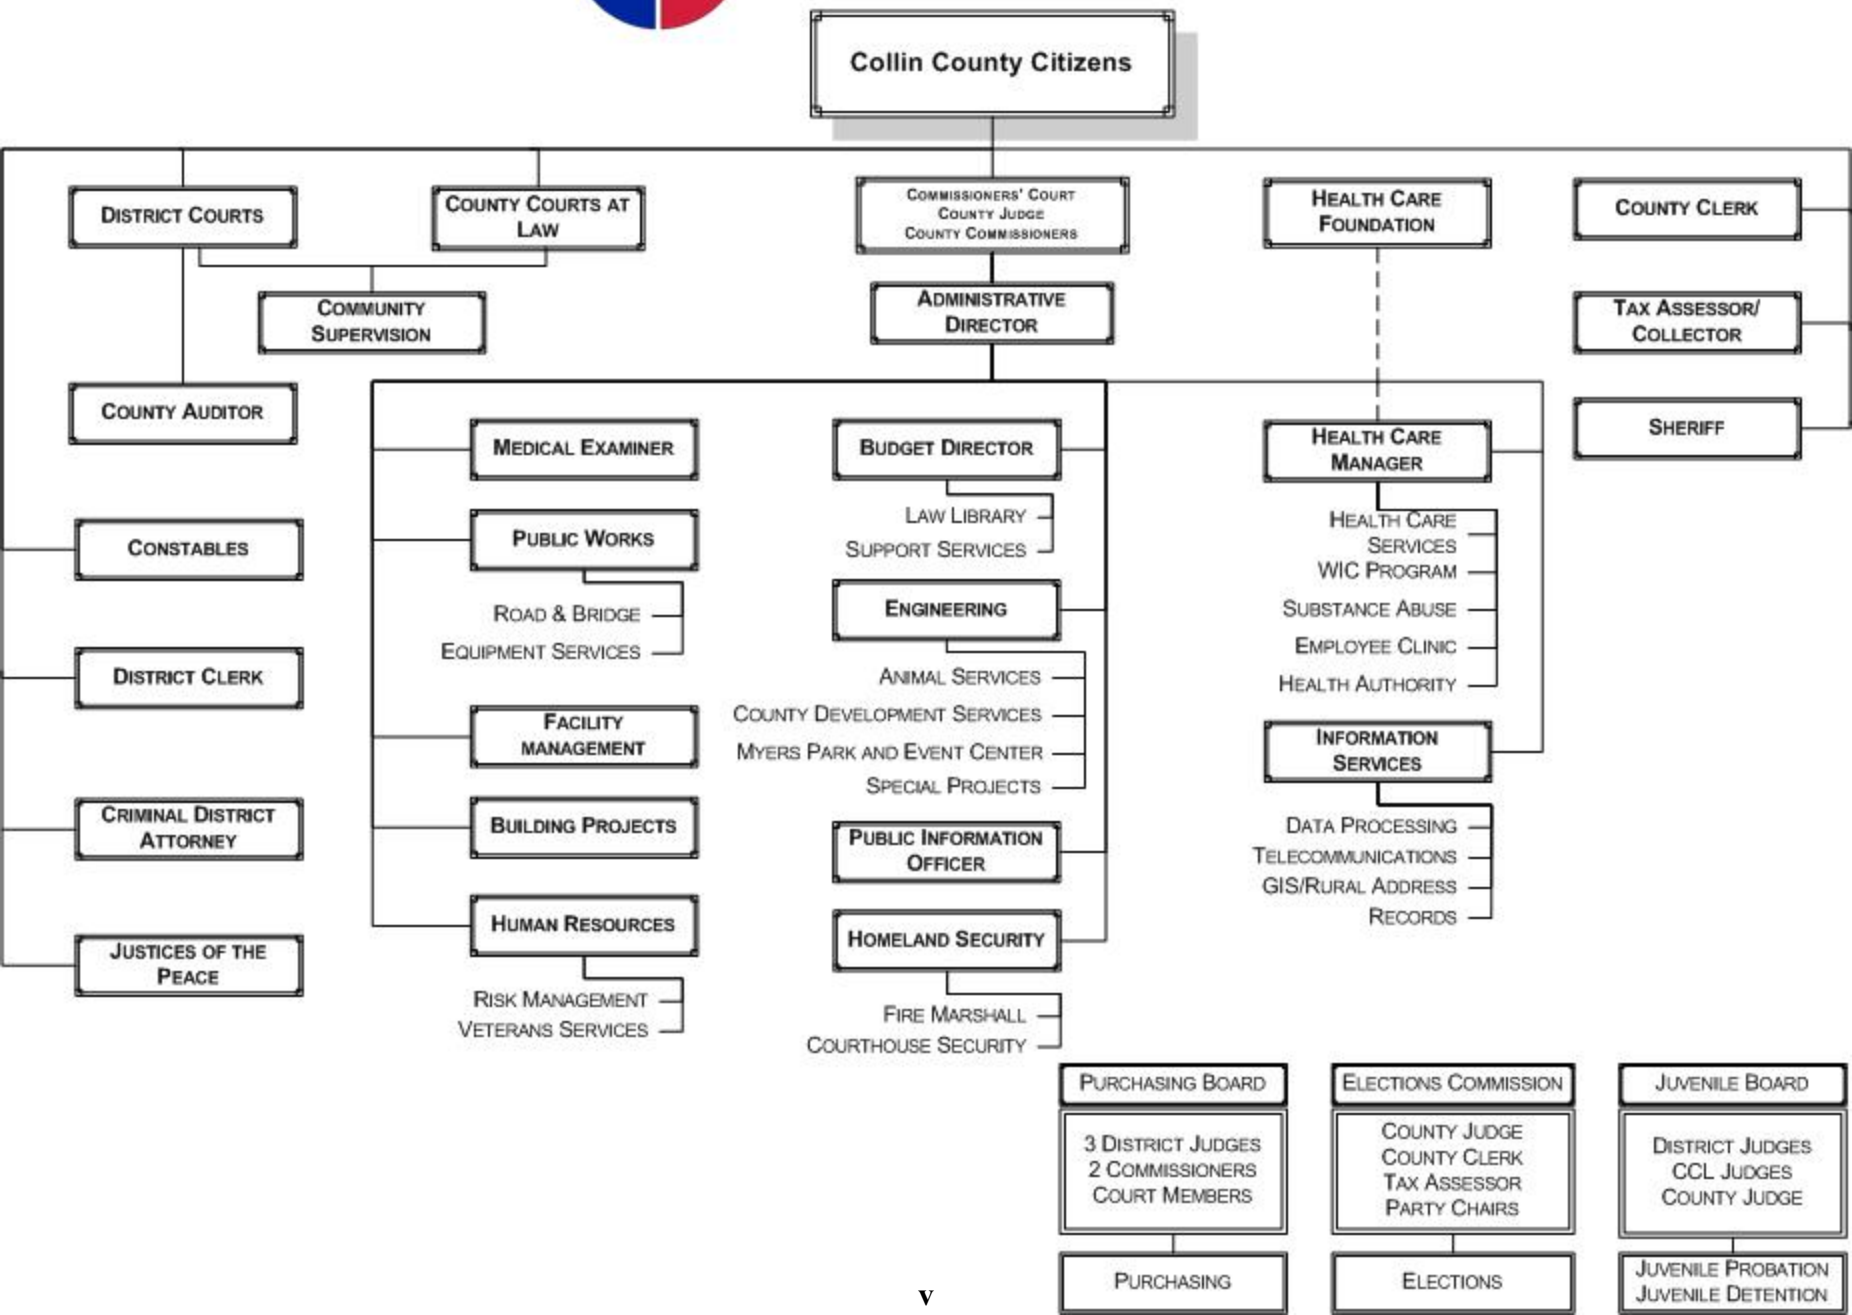 Collin County Citizens
DISTRICT COURTS
COUNTY COURTS AT
LAW
COMMISSIONERS' COURT
COUNTY JUDGE
COUNTY COMMISSIONERS
HEALTH CARE
FOUNDATION
COUNTY CLERK
COMMUNITY
SUPERVISION
ADMINISTRATIVE
DIRECTOR
TAX ASSESSOR/
COLLECTOR
COUNTY AUDITOR
SHERIFF
CONSTABLES
DISTRICT CLERK
CRIMINAL DISTRICT
ATTORNEY
JUSTICES OF THE
PEACE
MEDICAL EXAMINER
PUBLIC WORKS
ROAD & BRIDGE
EQUIPMENT SERVICES
FACILITY
MANAGEMENT
BUILDING PROJECTS
HUMAN RESOURCES
RISK MANAGEMENT
VETERANS SERVICES
BUDGET DIRECTOR
LAW LIBRARY
SUPPORT SERVICES
ENGINEERING
ANIMAL SERVICES
COUNTY DEVELOPMENT SERVICES
MYERS PARK AND EVENT CENTER
SPECIAL PROJECTS
PUBLIC INFORMATION
OFFICER
HOMELAND SECURITY
FIRE MARSHALL
COURTHOUSE SECURITY
HEALTH CARE
MANAGER
HEALTH CARE
SERVICES
WIC PROGRAM
SUBSTANCE ABUSE
EMPLOYEE CLINIC
HEALTH AUTHORITY
INFORMATION
SERVICES
DATA PROCESSING
TELECOMMUNICATIONS
GIS/RURAL ADDRESS
RECORDS
PURCHASING BOARD
3 DISTRICT JUDGES
2 COMMISSIONERS
COURT MEMBERS
PURCHASING
ELECTIONS COMMISSION
COUNTY JUDGE
COUNTY CLERK
TAX ASSESSOR
PARTY CHAIRS
ELECTIONS
JUVENILE BOARD
DISTRICT JUDGES
CCL JUDGES
COUNTY JUDGE
JUVENILE PROBATION
JUVENILE DETENTION
v